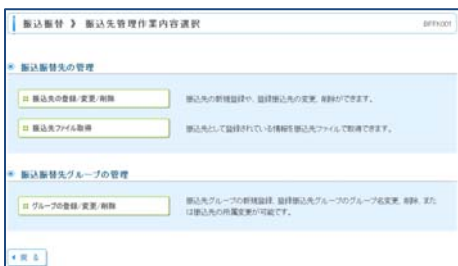 振込振替 》 振込先管理作業内容選択
BFFK001
振込振替先の管理
振込先の登録/変更/削除
振込先の新規登録や、登録振込先の変更、削除ができます。
振込先ファイル取得
振込先として登録されている情報を振込先ファイルで取得できます。
振込振替先グループの管理
グループの登録/変更/削除
振込先グループの新規登録、登録振込先グループのグループ名変更、削除、また
は振込先の所属変更が可能です。
戻る